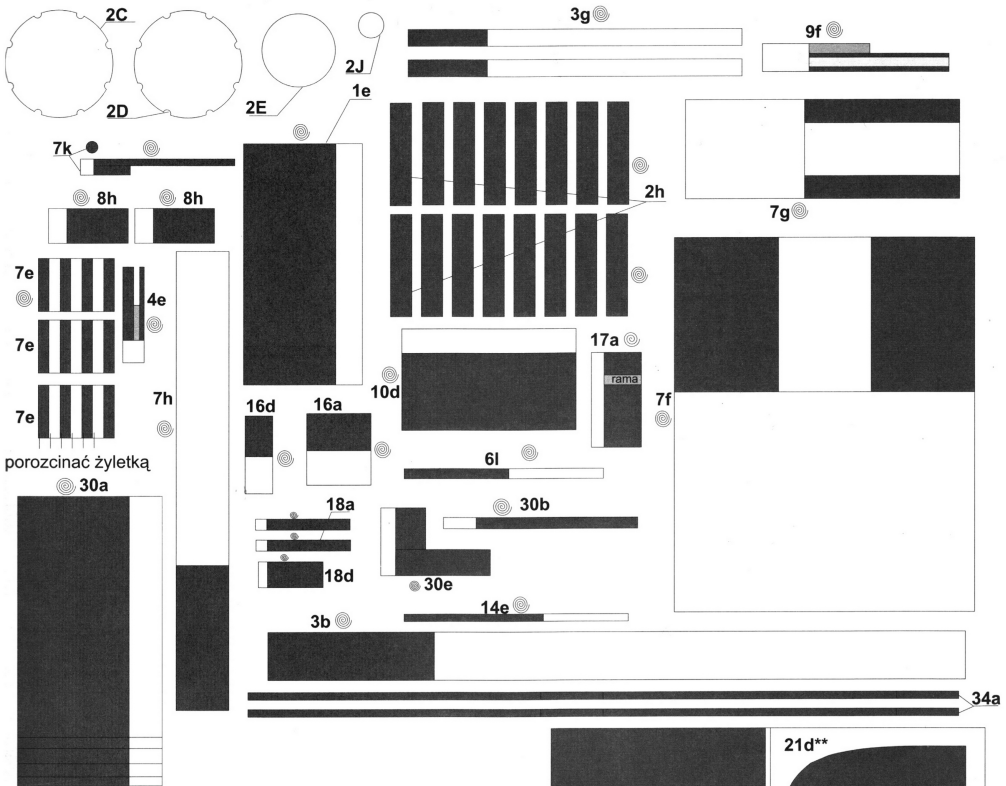 2C
2D
2E
2J
3g
9f
1e
7k
8h
8h
2h
7g
7e
4e
7e
7e
7h
porozcinać żyletką
17a
rama
10d
7f
16d
16a
6l
30a
18a
30b
18d
30e
14e
3b
34a
21d**